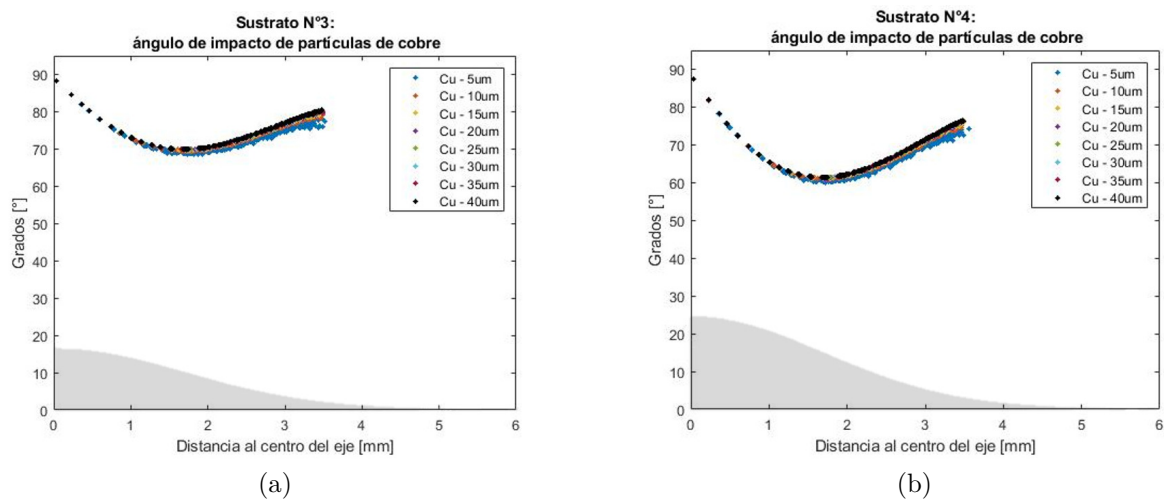 Sustrato N°3:
ángulo de impacto de partículas de cobre
90
80
70
60
50
40
30
20
10
0
Grados [°]
Cu - 5um
Cu - 10um
Cu - 15um
Cu - 20um
Cu - 25um
Cu - 30um
Cu - 35um
Cu - 40um
0 1 2 3 4 5 6
Distancia al centro del eje [mm]
(a)
Sustrato N°4:
ángulo de impacto de partículas de cobre
90
80
70
60
50
40
30
20
10
0
Grados [°]
Cu - 5um
Cu - 10um
Cu - 15um
Cu - 20um
Cu - 25um
Cu - 30um
Cu - 35um
Cu - 40um
0 1 2 3 4 5 6
Distancia al centro del eje [mm]
(b)